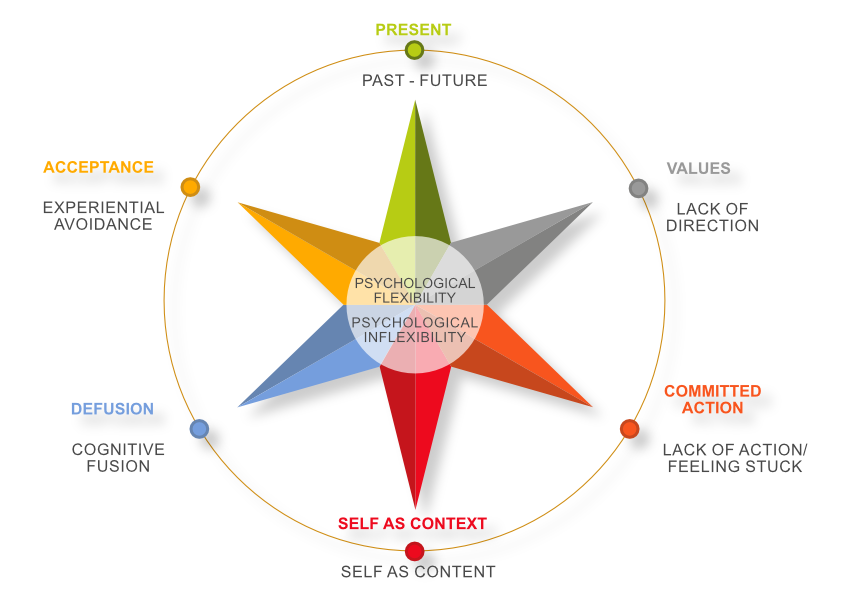 PRESENT
PAST - FUTURE
ACCEPTANCE
EXPERIENTIAL
AVOIDANCE
VALUES
LACK OF
DIRECTION
PSYCHOLOGICAL
FLEXIBILITY
PSYCHOLOGICAL
INFLEXIBILITY
DEFUSION
COGNITIVE
FUSION
COMMITTED
ACTION
LACK OF ACTION/
FEELING STUCK
SELF AS CONTEXT
SELF AS CONTENT